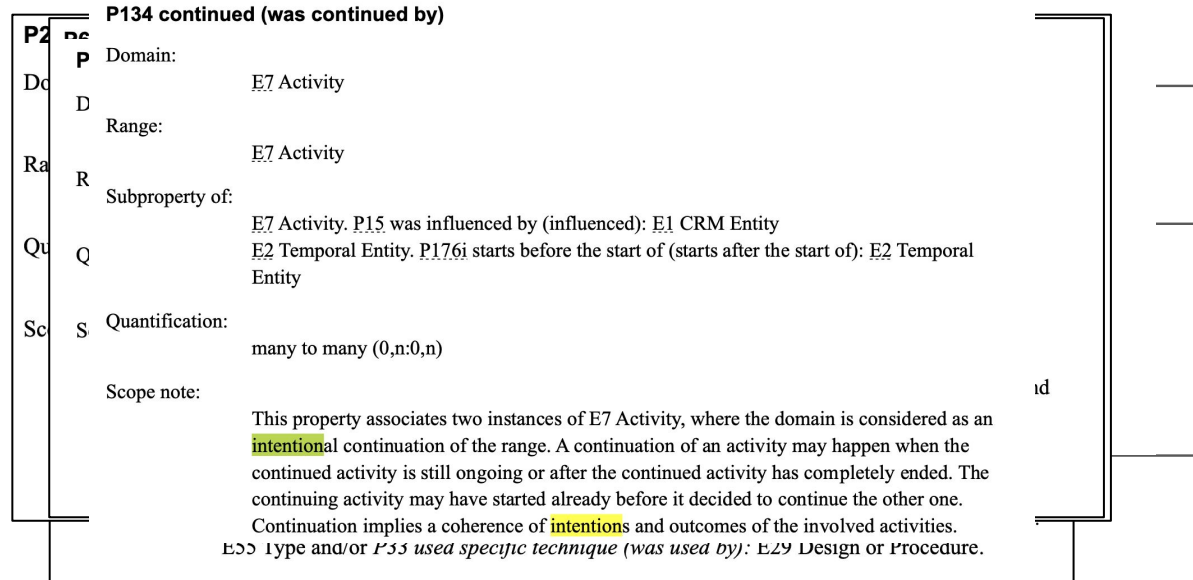 P134 continued (was continued by)
Domain:
E7 Activity
Range:
E7 Activity
Subproperty of:
E7 Activity. P15 was influenced by (influenced): E1 CRM Entity
E2 Temporal Entity. P176i starts before the start of (starts after the start of): E2 Temporal
Entity
Quantification:
many to many (0,n:0,n)
Scope note:
This property associates two instances of E7 Activity, where the domain is considered as an
intentional continuation of the range. A continuation of an activity may happen when the
continued activity is still ongoing or after the continued activity has completely ended. The
continuing activity may have started already before it decided to continue the other one.
Continuation implies a coherence of intentions and outcomes of the involved activities.
E55 Type and/or P33 used specific technique (was used by): E29 Design or Procedure.